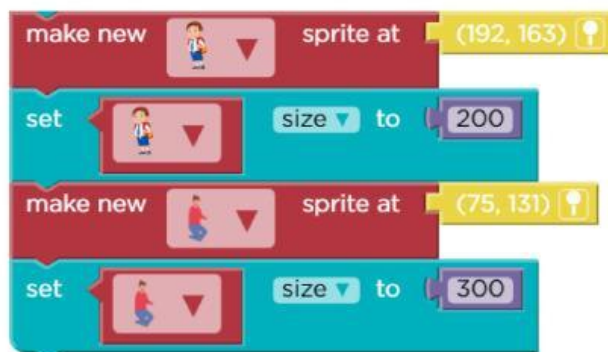 make new sprite at (192, 163)
set size to 200
make new sprite at (75, 131)
set size to 300